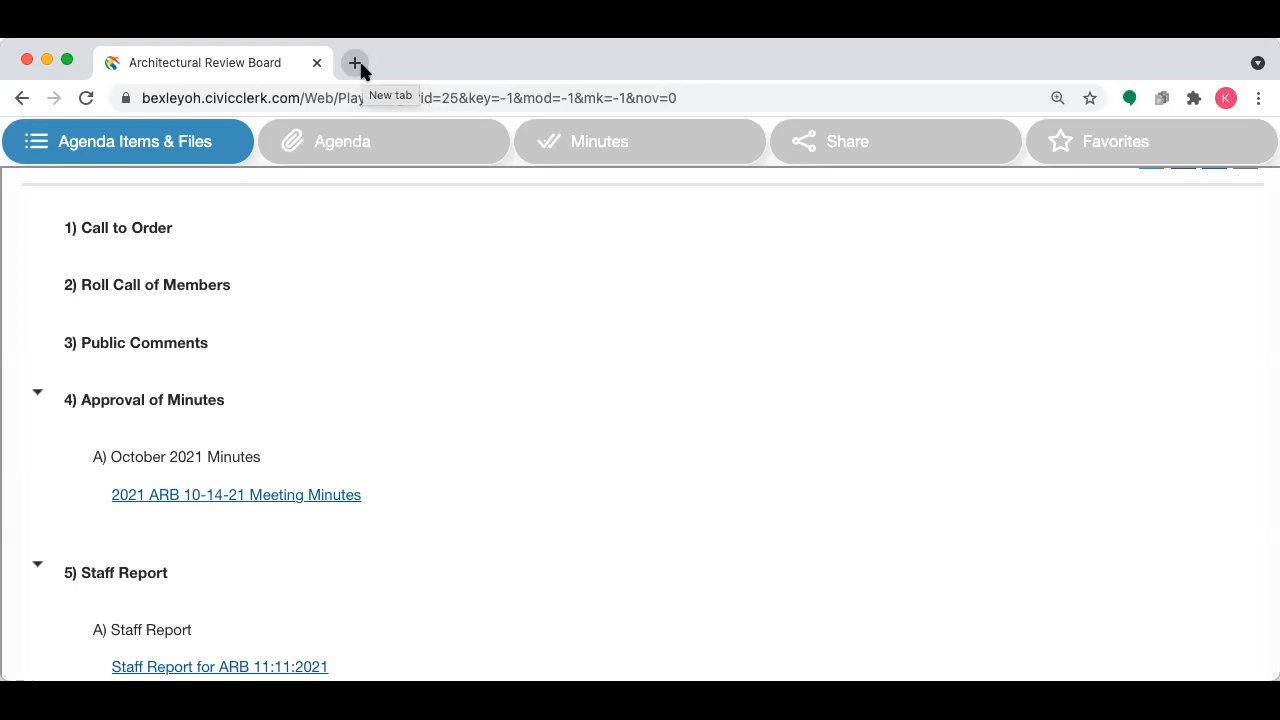 Architectural Review Board
bexleyoh.civicclerk.com/Web/Play id=25&key=-1&mod=-1&mk=-1&nov=0
New tab
K
Agenda Items & Files
Agenda
Minutes
Share
Favorites
1) Call to Order
2) Roll Call of Members
3) Public Comments
4) Approval of Minutes
A) October 2021 Minutes
2021 ARB 10-14-21 Meeting Minutes
5) Staff Report
A) Staff Report
Staff Report for ARB 11:11:2021